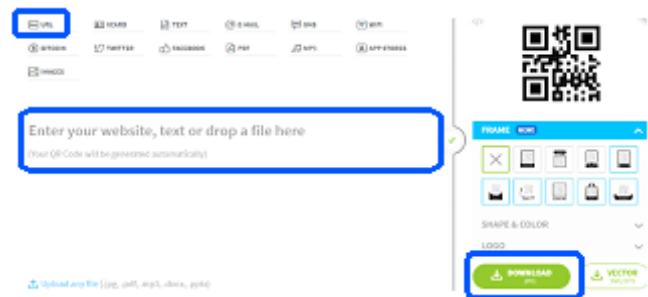 URL VCARD TEXT E-MAIL SMS WIFI
BITCOIN TWITTER FACEBOOK PDF MP3 APP STORES
IMAGES
Enter your website, text or drop a file here
(Your QR Code will be generated automatically)
Upload any file (.jpg, .pdf, .mp3, .docx, .pptx)
FRAME
SHAPE & COLOR
LOGO
DOWNLOAD
VECTOR